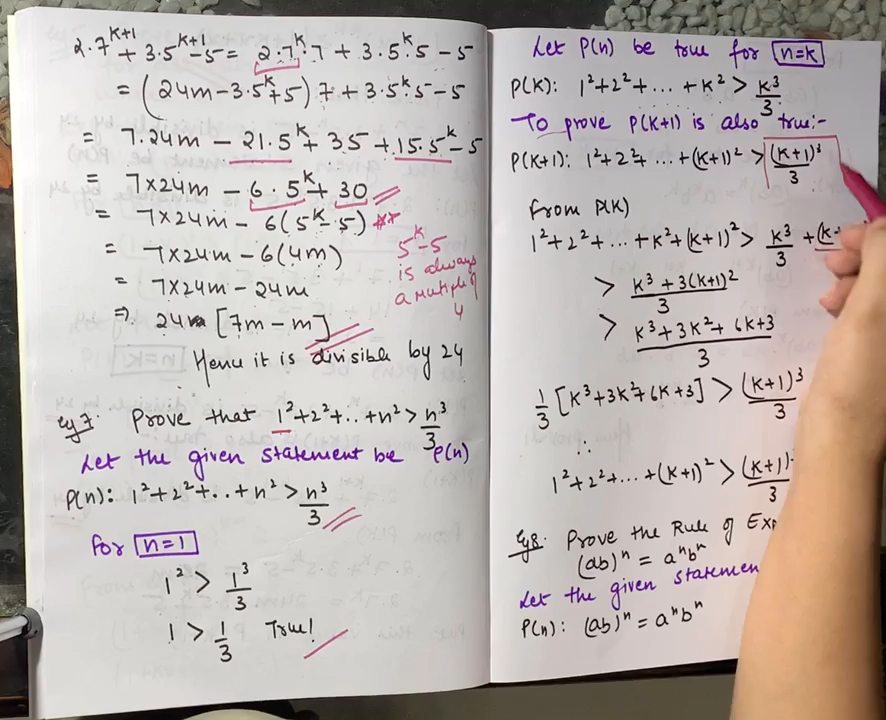 2.7^{k+1} + 3.5^{k+1} - 5 = 2.7^k.7 + 3.5^k.5 - 5
= (24m - 3.5^k + 5) 7 + 3.5^k.5 - 5
= 7.24m - 21.5^k + 35 + 15.5^k - 5
= 7×24m - 6.5^k + 30
= 7×24m - 6(5^k - 5) **
= 7×24m - 6(4m)
= 7×24m - 24m
⇒ 24m [7m - m]
5^k - 5
is always
a multiple of
4
Hence it is divisible by 24
Eg 7. Prove that 1² + 2² + .. + n² > n³/3
Let the given statement be P(n)
P(n): 1² + 2² + .. + n² > n³/3
for n=1
1² > 1³/3
1 > 1/3 True!
Let P(n) be true for n=k
P(K): 1² + 2² + ... + K² > K³/3
To prove P(K+1) is also true:-
P(K+1): 1² + 2² + ... + (K+1)² > (K+1)³/3
From P(K)
1² + 2² + ... + K² + (K+1)² > K³/3 + (K
> K³ + 3(K+1)²/3
> K³ + 3K² + 6K + 3/3
1/3 [K³ + 3K² + 6K + 3] > (K+1)³/3
∴
1² + 2² + ... + (K+1)² > (K+1)/3
Eg 8. Prove the Rule of Exp
(ab)^n = a^n b^n
Let the given statemen
P(n): (ab)^n = a^n b^n